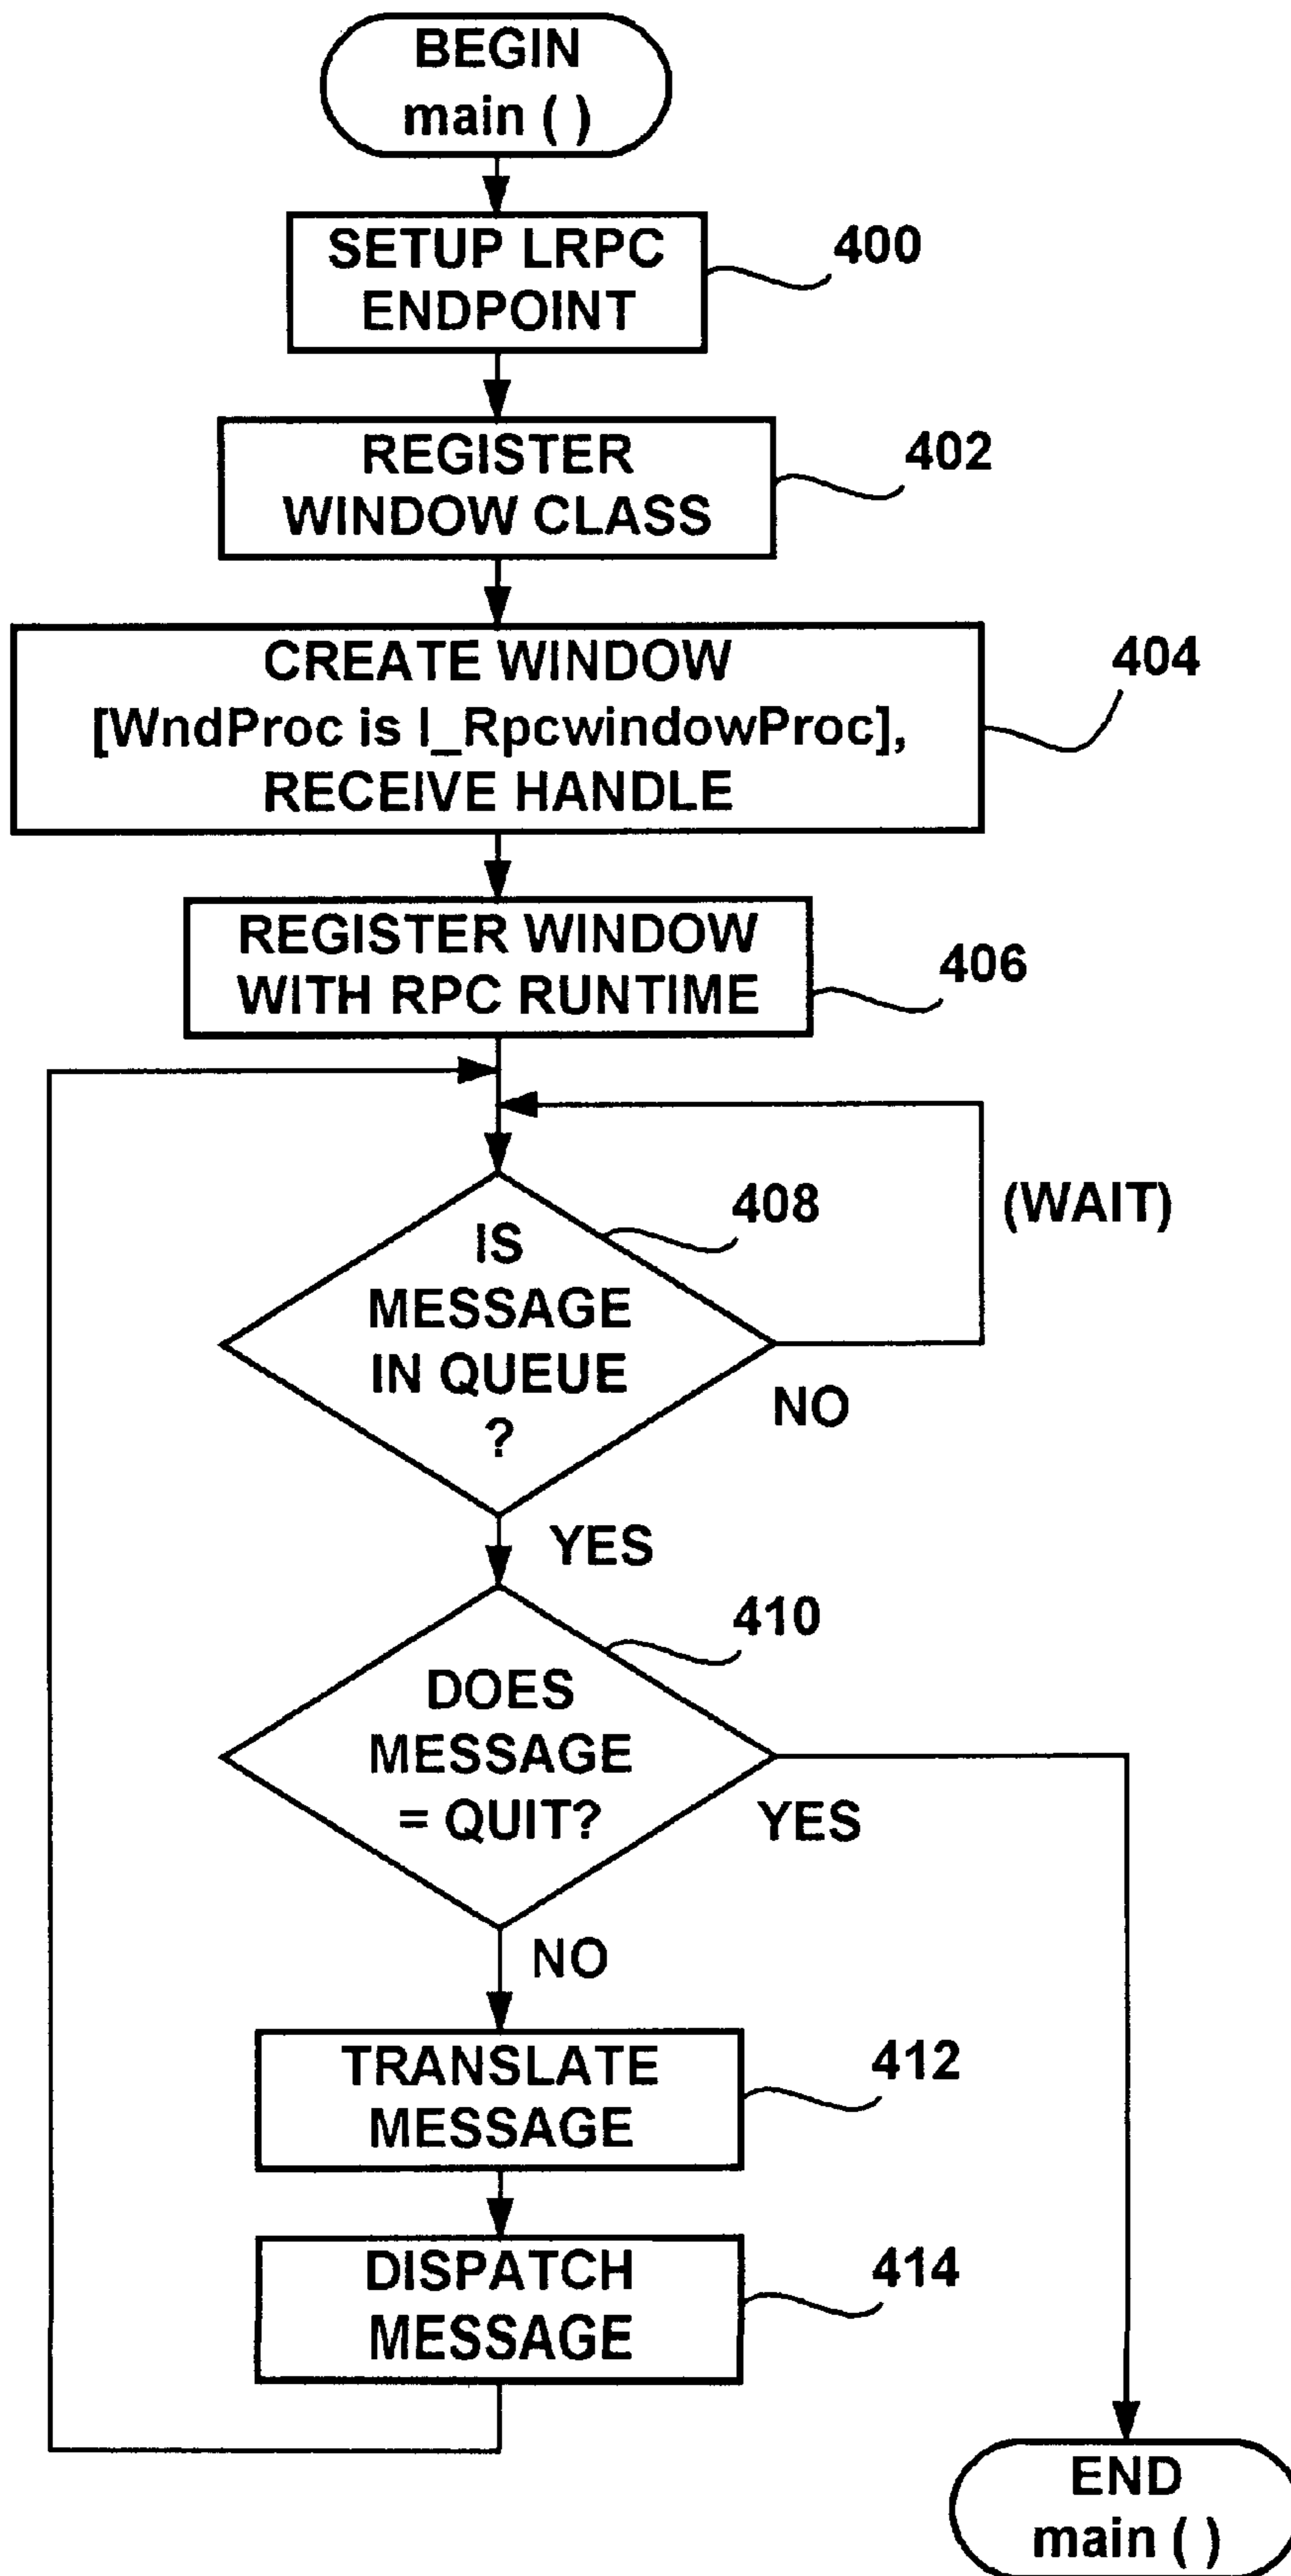 BEGIN
main ( )
SETUP LRPC
ENDPOINT
400
REGISTER
WINDOW CLASS
402
CREATE WINDOW
[WndProc is I_RpcwindowProc],
RECEIVE HANDLE
404
REGISTER WINDOW
WITH RPC RUNTIME
406
IS
MESSAGE
IN QUEUE
?
408
(WAIT)
NO
YES
DOES
MESSAGE
= QUIT?
410
YES
NO
TRANSLATE
MESSAGE
412
DISPATCH
MESSAGE
414
END
main ( )